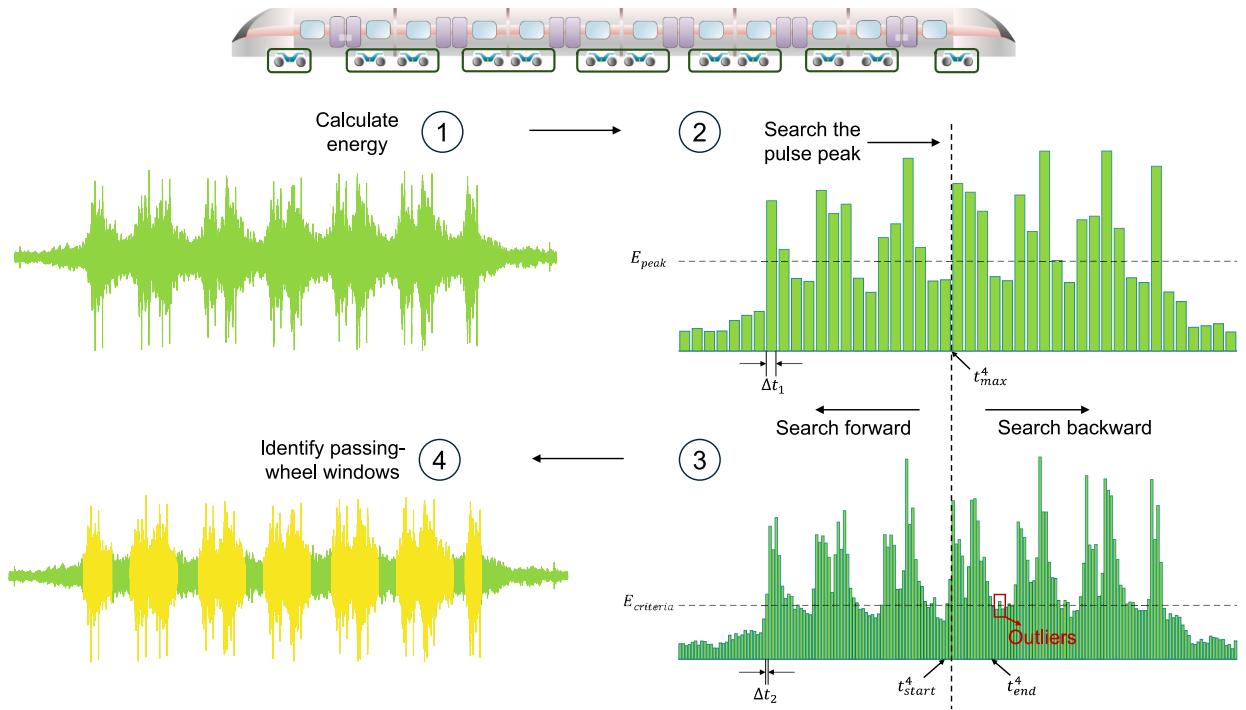 Calculate
energy
1
2
Search the
pulse peak
E_peak
Δt_1
t^4_max
Search forward
Search backward
Identify passing-
wheel windows
4
3
E_criteria
Outliers
Δt_2
t^4_start
t^4_end